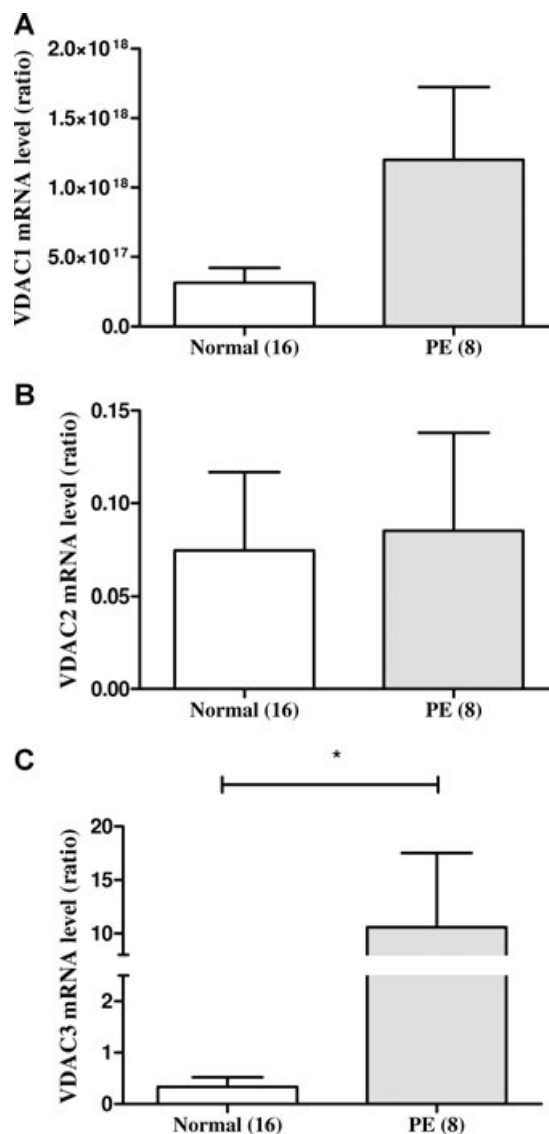 A
VDAC1 mRNA level (ratio)
2.0×10¹⁸
1.5×10¹⁸
1.0×10¹⁸
5.0×10¹⁷
0.0
Normal (16) PE (8)
B
VDAC2 mRNA level (ratio)
0.15
0.10
0.05
0.00
Normal (16) PE (8)
C
*
VDAC3 mRNA level (ratio)
20
15
10
2
1
0
Normal (16) PE (8)